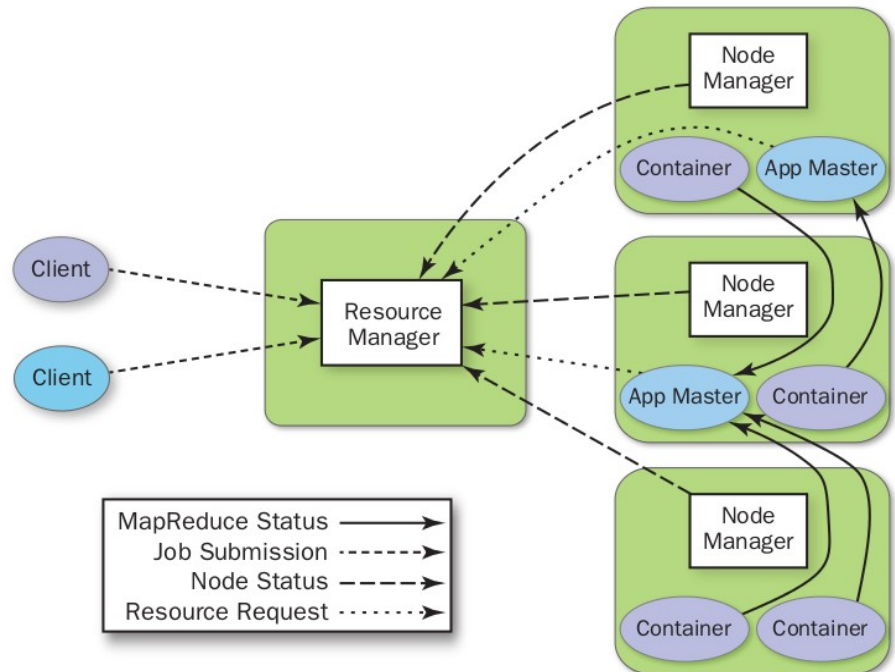 Node
Manager
Container
App Master
Client
Resource
Manager
Node
Manager
Client
App Master
Container
MapReduce Status
Job Submission
Node Status
Resource Request
Node
Manager
Container
Container